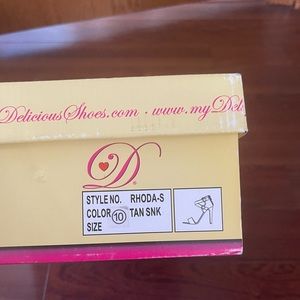 DeliciousShoes.com · www.myDel
D®
STYLE NO. RHODA-S
COLOR TAN SNK
SIZE 10